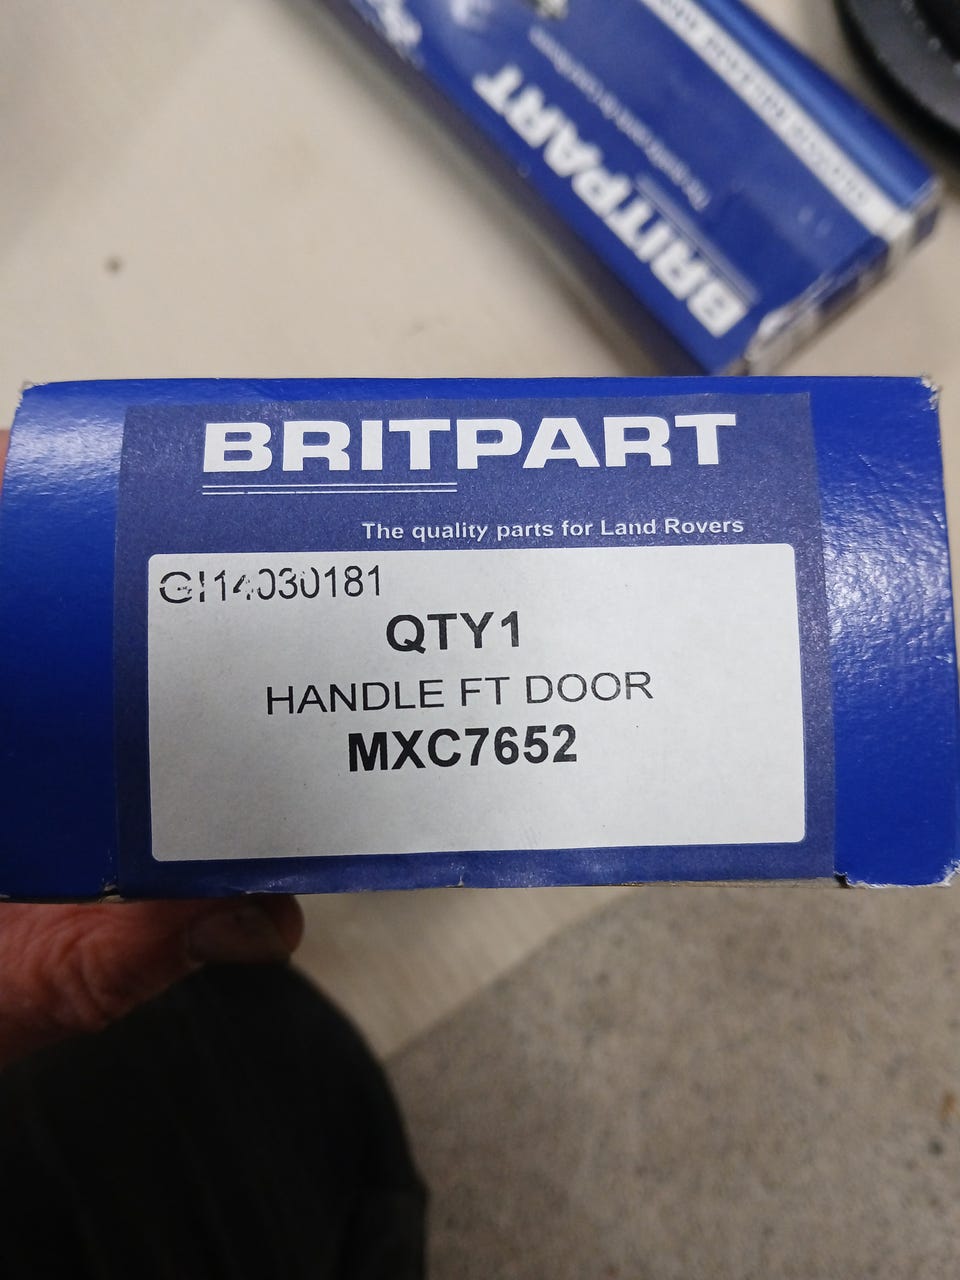 BRITPART
BRITPART
The quality parts for Land Rovers
GI14030181
QTY1
HANDLE FT DOOR
MXC7652